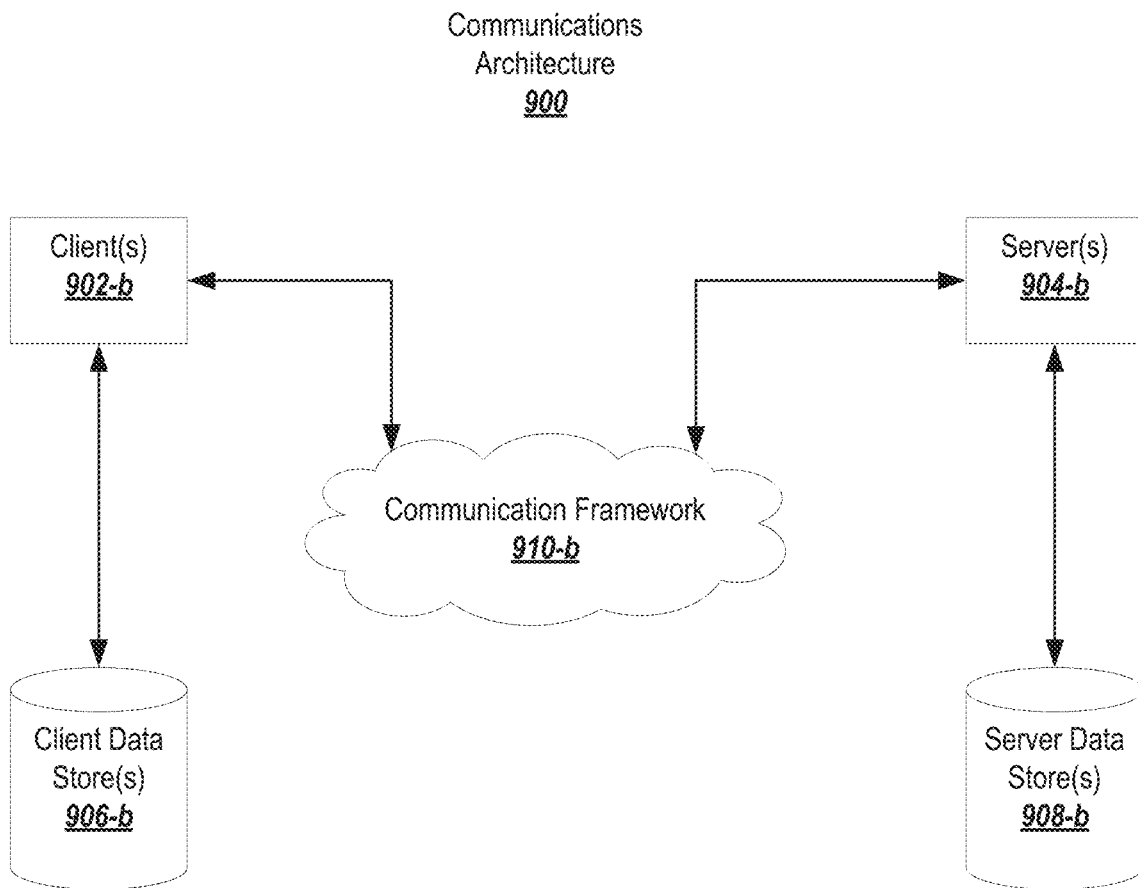 Communications
Architecture
900
Client(s)
902-b
Server(s)
904-b
Communication Framework
910-b
Client Data
Store(s)
906-b
Server Data
Store(s)
908-b